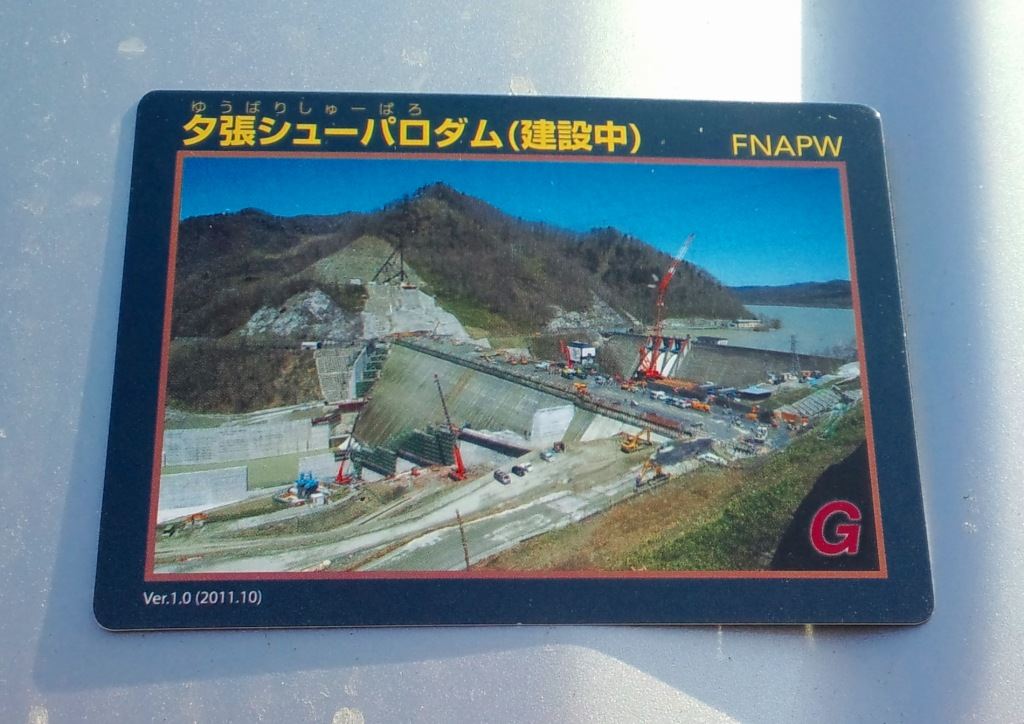 ゆうばりしゅーぱろ
夕張シューパロダム(建設中)
FNAPW
G
Ver.1.0 (2011.10)